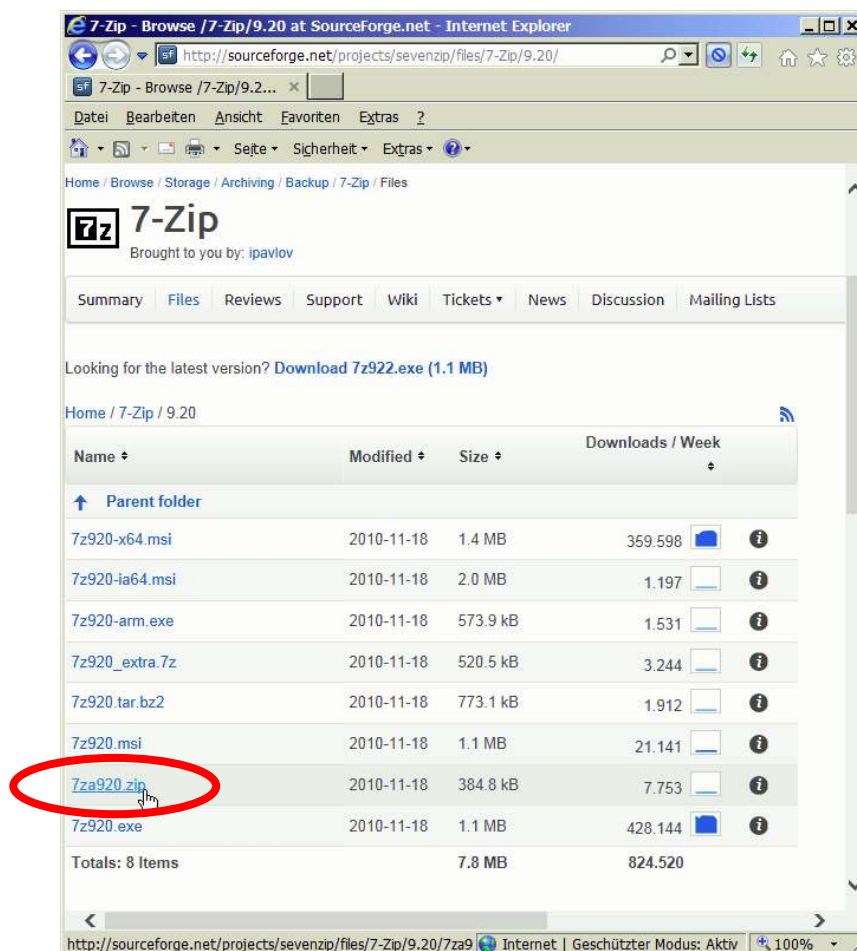 7-Zip - Browse /7-Zip/9.20 at SourceForge.net - Internet Explorer
sf http://sourceforge.net/projects/sevenzip/files/7-Zip/9.20/
sf 7-Zip - Browse /7-Zip/9.2...
Datei Bearbeiten Ansicht Favoriten Extras ?
Seite Sicherheit Extras ?
Home / Browse / Storage / Archiving / Backup / 7-Zip / Files
7z 7-Zip
Brought to you by: ipavlov
Summary Files Reviews Support Wiki Tickets News Discussion Mailing Lists
Looking for the latest version? Download 7z922.exe (1.1 MB)
Home / 7-Zip / 9.20
Name Modified Size Downloads / Week
Parent folder
7z920-x64.msi 2010-11-18 1.4 MB 359.598 i
7z920-ia64.msi 2010-11-18 2.0 MB 1.197 i
7z920-arm.exe 2010-11-18 573.9 kB 1.531 i
7z920_extra.7z 2010-11-18 520.5 kB 3.244 i
7z920.tar.bz2 2010-11-18 773.1 kB 1.912 i
7z920.msi 2010-11-18 1.1 MB 21.141 i
7za920.zip 2010-11-18 384.8 kB 7.753 i
7z920.exe 2010-11-18 1.1 MB 428.144 i
Totals: 8 Items 7.8 MB 824.520
http://sourceforge.net/projects/sevenzip/files/7-Zip/9.20/7za9 Internet | Geschützter Modus: Aktiv 100%